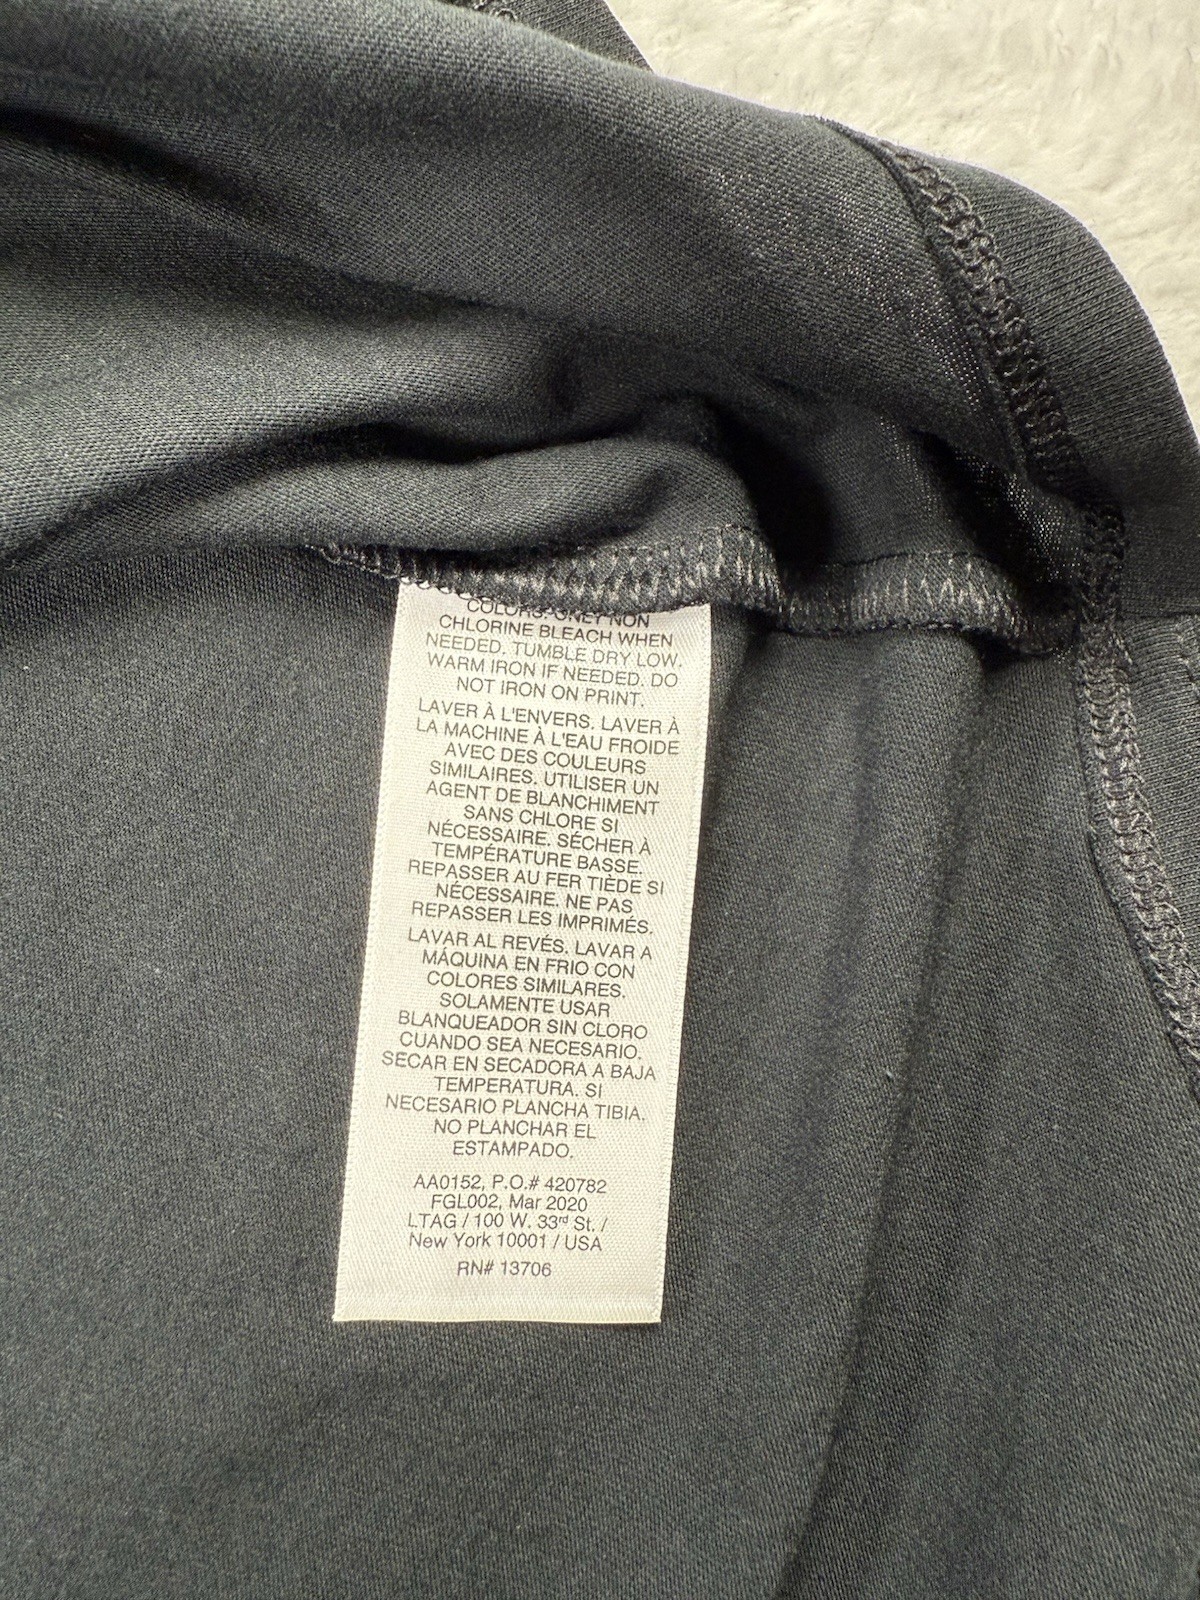 COLORS. ONLY NON
CHLORINE BLEACH WHEN
NEEDED. TUMBLE DRY LOW.
WARM IRON IF NEEDED. DO
NOT IRON ON PRINT.
LAVER À L'ENVERS. LAVER À
LA MACHINE À L'EAU FROIDE
AVEC DES COULEURS
SIMILAIRES. UTILISER UN
AGENT DE BLANCHIMENT
SANS CHLORE SI
NÉCESSAIRE. SÉCHER À
TEMPÉRATURE BASSE.
REPASSER AU FER TIÈDE SI
NÉCESSAIRE. NE PAS
REPASSER LES IMPRIMÉS.
LAVAR AL REVÉS. LAVAR A
MÁQUINA EN FRIO CON
COLORES SIMILARES.
SOLAMENTE USAR
BLANQUEADOR SIN CLORO
CUANDO SEA NECESARIO.
SECAR EN SECADORA A BAJA
TEMPERATURA. SI
NECESARIO PLANCHA TIBIA.
NO PLANCHAR EL
ESTAMPADO.
AA0152, P.O.# 420782
FGL002, Mar 2020
LTAG / 100 W. 33rd St. /
New York 10001 / USA
RN# 13706